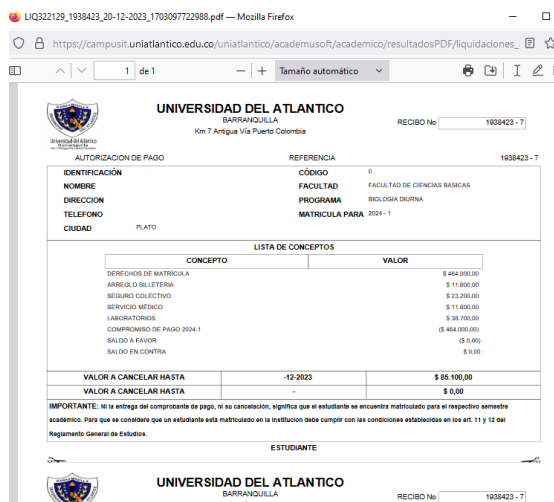 LIQ322129_1938423_20-12-2023_1703097722988.pdf — Mozilla Firefox
https://campusit.uniatlantico.edu.co/uniatlantico/academusoft/academico/resultadosPDF/liquidaciones_
1 de 1 — + Tamaño automático
UNIVERSIDAD DEL ATLANTICO
BARRANQUILLA
Km 7 Antigua Vía Puerto Colombia
RECIBO No 1938423 - 7
Universidad del Atlántico
Barranquilla
AUTORIZACION DE PAGO REFERENCIA 1938423 - 7
IDENTIFICACIÓN CÓDIGO 0
NOMBRE FACULTAD FACULTAD DE CIENCIAS BASICAS
DIRECCION PROGRAMA BIOLOGIA DIURNA
TELEFONO MATRICULA PARA 2024 - 1
CIUDAD PLATO
LISTA DE CONCEPTOS
CONCEPTO VALOR
DERECHOS DE MATRÍCULA $ 464.000,00
ARREGLO SILLETERIA $ 11.600,00
SEGURO COLECTIVO $ 23.200,00
SERVICIO MÉDICO $ 11.600,00
LABORATORIOS $ 38.700,00
COMPROMISO DE PAGO 2024-1 ($ 464.000,00)
SALDO A FAVOR ($ 0,00)
SALDO EN CONTRA $ 0,00
VALOR A CANCELAR HASTA -12-2023 $ 85.100,00
VALOR A CANCELAR HASTA - $ 0,00
IMPORTANTE: Ni la entrega del comprobante de pago, ni su cancelación, significa que el estudiante se encuentra matriculado para el respectivo semestre
académico. Para que se considere que un estudiante está matriculado en la Institución debe cumplir con las condiciones establecidas en los art. 11 y 12 del
Reglamento General de Estudios.
ESTUDIANTE
UNIVERSIDAD DEL ATLANTICO
BARRANQUILLA
RECIBO No 1938423 - 7